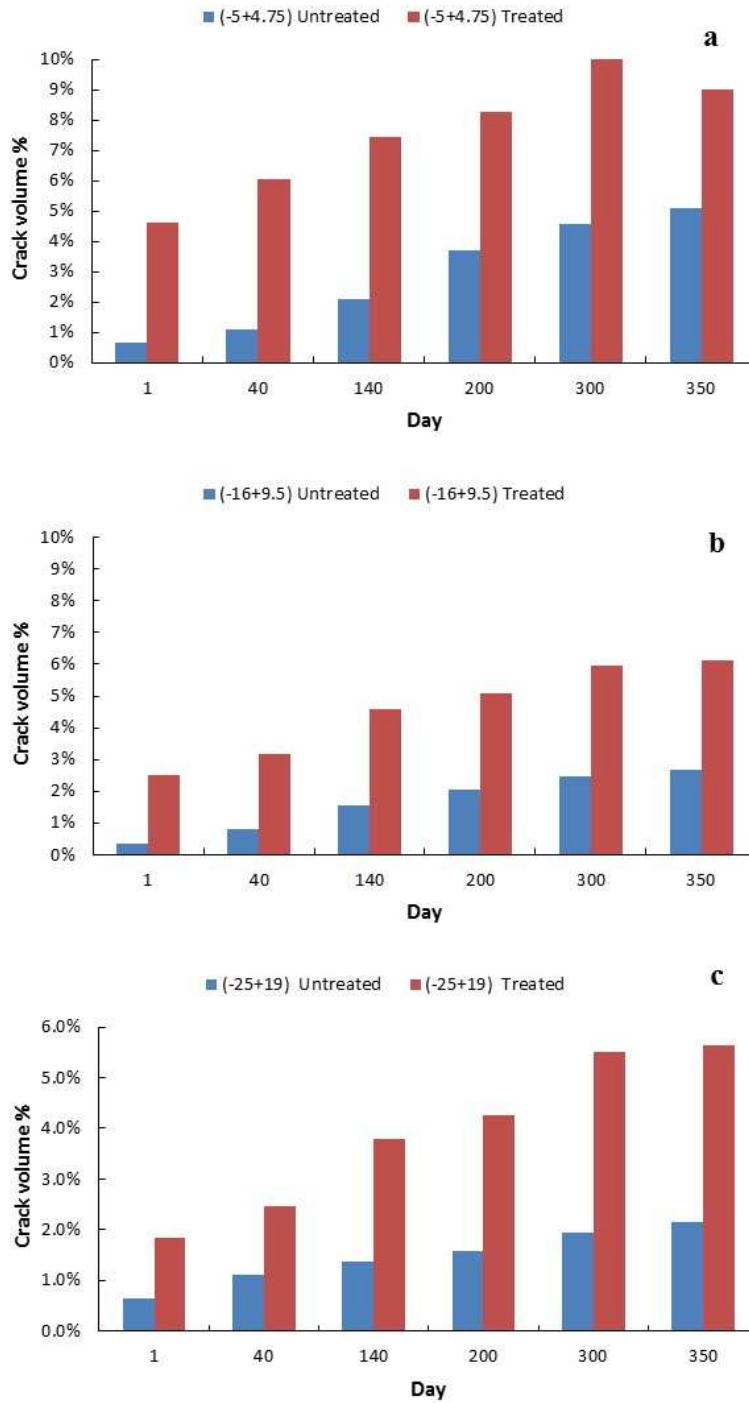 (-5+4.75) Untreated (-5+4.75) Treated
a
10%
9%
8%
7%
6%
5%
4%
3%
2%
1%
0%
Crack volume %
1 40 140 200 300 350
Day
(-16+9.5) Untreated (-16+9.5) Treated
b
10%
9%
8%
7%
6%
5%
4%
3%
2%
1%
0%
Crack volume %
1 40 140 200 300 350
Day
(-25+19) Untreated (-25+19) Treated
c
6.0%
5.0%
4.0%
3.0%
2.0%
1.0%
0.0%
Crack volume %
1 40 140 200 300 350
Day